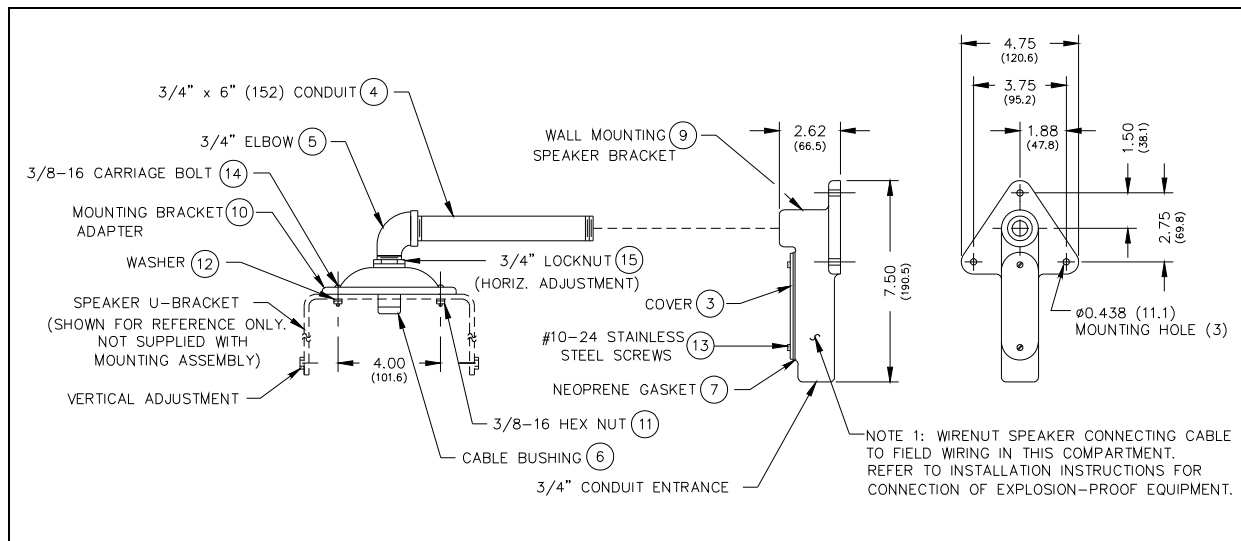 3/4" x 6" (152) CONDUIT 4
3/4" ELBOW 5
3/8-16 CARRIAGE BOLT 14
MOUNTING BRACKET 10
ADAPTER
WASHER 12
SPEAKER U-BRACKET
(SHOWN FOR REFERENCE ONLY.
NOT SUPPLIED WITH
MOUNTING ASSEMBLY)
VERTICAL ADJUSTMENT
4.00
(101.6)
3/4" LOCKNUT 15
(HORIZ. ADJUSTMENT)
3/8-16 HEX NUT 11
CABLE BUSHING 6
WALL MOUNTING 9
SPEAKER BRACKET
2.62
(66.5)
COVER 3
#10-24 STAINLESS
STEEL SCREWS 13
NEOPRENE GASKET 7
3/4" CONDUIT ENTRANCE
7.50
(190.5)
4.75
(120.6)
3.75
(95.2)
1.88
(47.8)
1.50
(38.1)
2.75
(69.8)
ø0.438 (11.1)
MOUNTING HOLE (3)
NOTE 1: WIRENUT SPEAKER CONNECTING CABLE
TO FIELD WIRING IN THIS COMPARTMENT.
REFER TO INSTALLATION INSTRUCTIONS FOR
CONNECTION OF EXPLOSION-PROOF EQUIPMENT.